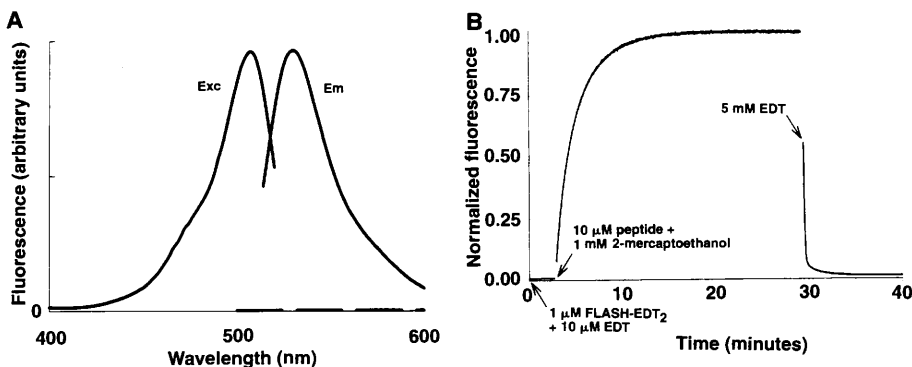 A
Fluorescence (arbitrary units)
Exc
Em
0
400
500
600
Wavelength (nm)
B
Normalized fluorescence
1.00
0.75
0.50
0.25
0.00
5 mM EDT
10 μM peptide +
1 mM 2-mercaptoethanol
0
10
20
30
40
1 μM FLASH-EDT₂
+ 10 μM EDT
Time (minutes)